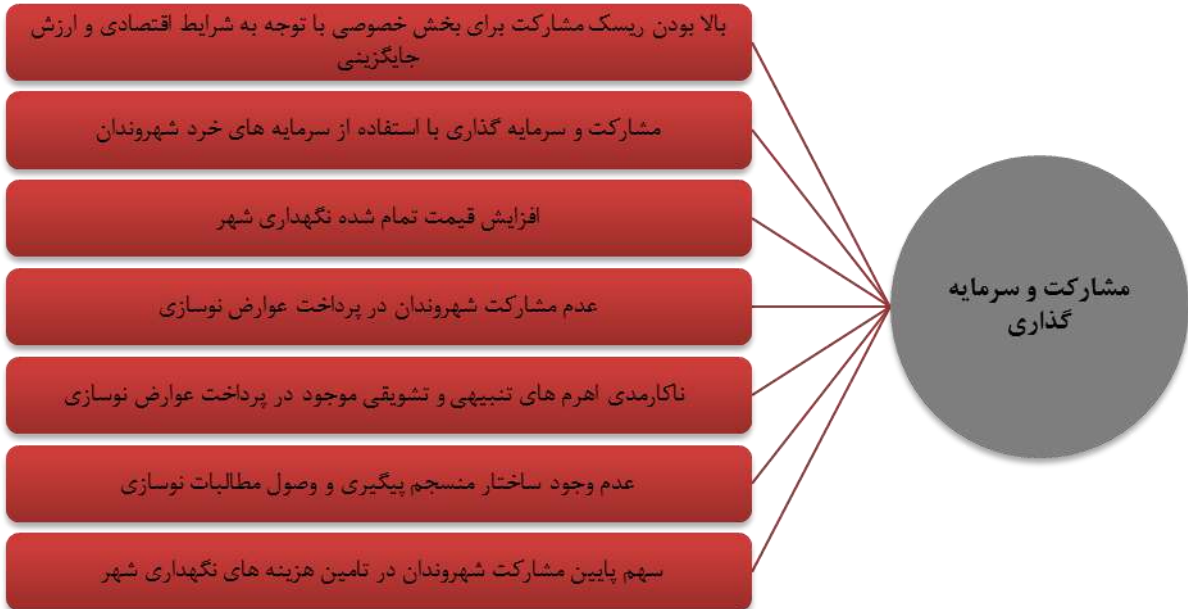 بالا بودن ریسک مشارکت برای بخش خصوصی با توجه به شرایط اقتصادی و ارزش
جایگزینی
مشارکت و سرمایه گذاری با استفاده از سرمایه های خرد شهروندان
افزایش قیمت تمام شده نگهداری شهر
عدم مشارکت شهروندان در پرداخت عوارض نوسازی
ناکارمدی اهرم های تنبیهی و تشویقی موجود در پرداخت عوارض نوسازی
عدم وجود ساختار منسجم پیگیری و وصول مطالبات نوسازی
سهم پایین مشارکت شهروندان در تامین هزینه های نگهداری شهر
مشارکت و سرمایه
گذاری